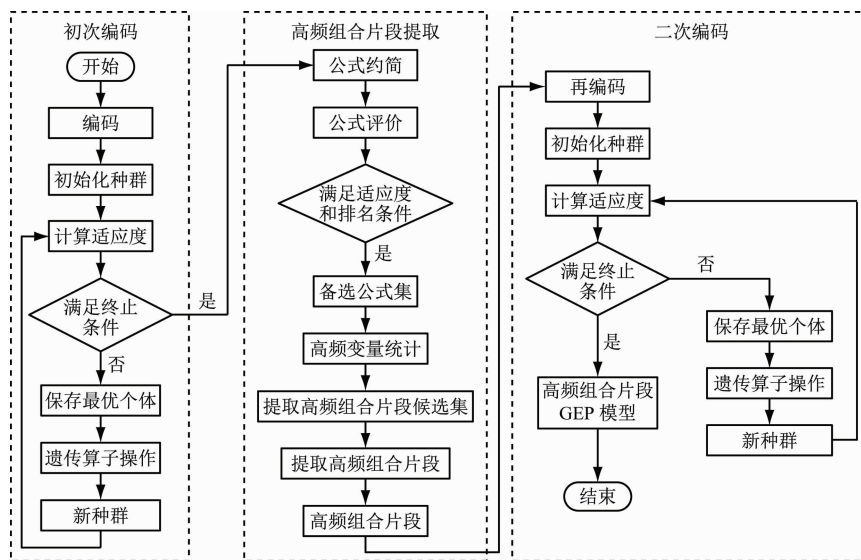 初次编码
开始
编码
初始化种群
计算适应度
满足终止
条件
是
否
保存最优个体
遗传算子操作
新种群
高频组合片段提取
公式约简
公式评价
满足适应度
和排名条件
是
备选公式集
高频变量统计
提取高频组合片段候选集
提取高频组合片段
高频组合片段
二次编码
再编码
初始化种群
计算适应度
满足终止
条件
否
是
保存最优个体
遗传算子操作
新种群
高频组合片段
GEP 模型
结束